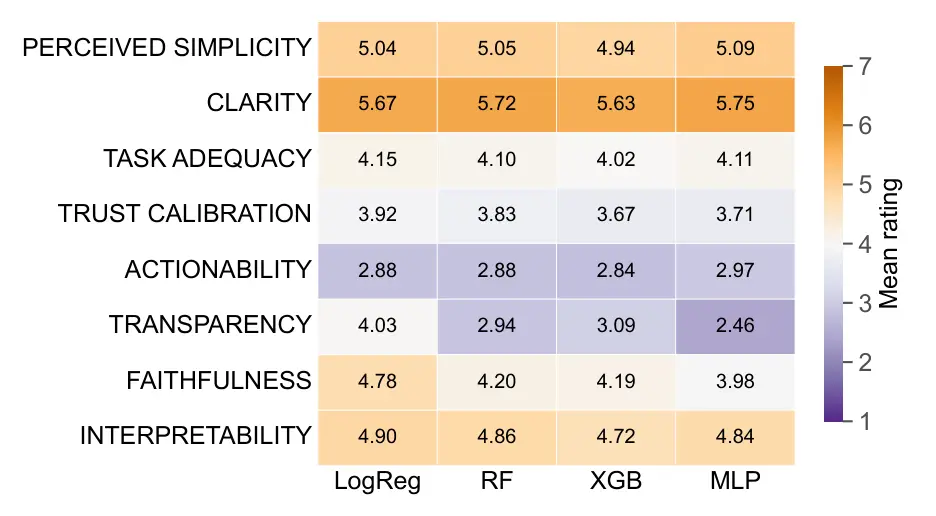 PERCEIVED SIMPLICITY 5.04 5.05 4.94 5.09
CLARITY 5.67 5.72 5.63 5.75
TASK ADEQUACY 4.15 4.10 4.02 4.11
TRUST CALIBRATION 3.92 3.83 3.67 3.71
ACTIONABILITY 2.88 2.88 2.84 2.97
TRANSPARENCY 4.03 2.94 3.09 2.46
FAITHFULNESS 4.78 4.20 4.19 3.98
INTERPRETABILITY 4.90 4.86 4.72 4.84
LogReg RF XGB MLP
7
6
5
4
3
2
1
Mean rating